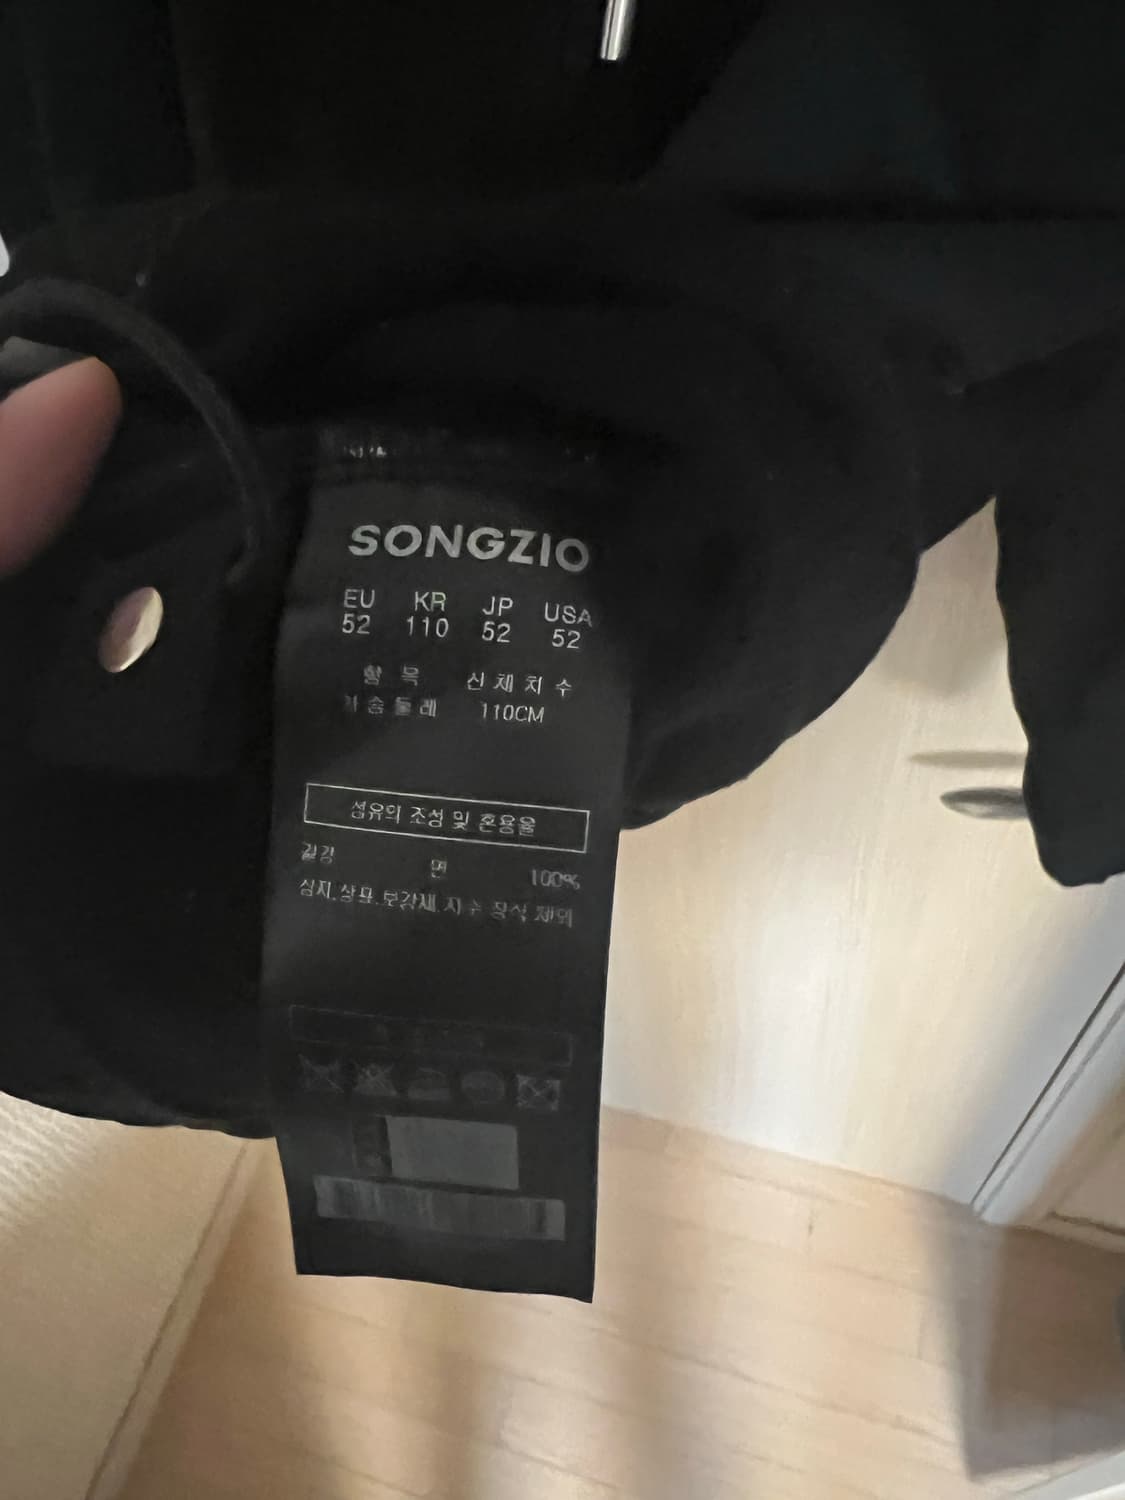 SONGZIO
EU KR JP USA
52 110 52 52
항 목 신 체 치 수
가 슴 둘 레 110CM
섬유의 조성 및 혼용율
겉감 면 100%
심지,상표,보강재,자수 장식 제외